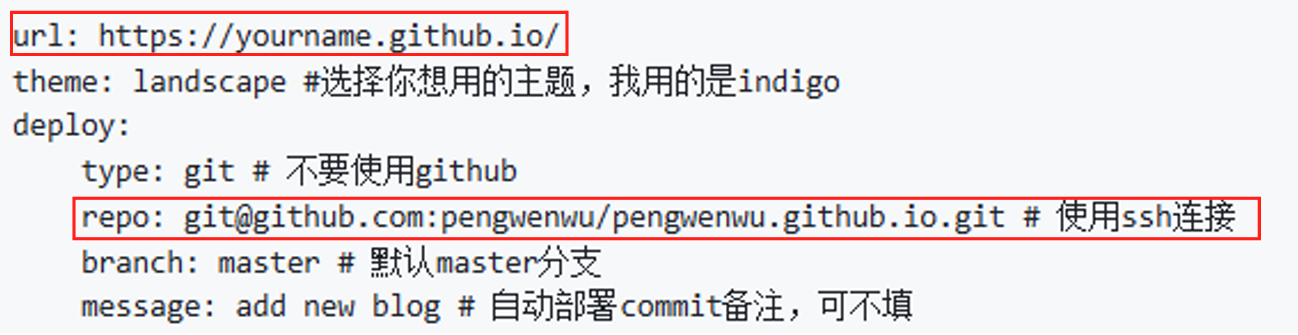 url: https://yourname.github.io/
theme: landscape #选择你想用的主题，我用的是indigo
deploy:
    type: git # 不要使用github
    repo: git@github.com:pengwenwu/pengwenwu.github.io.git # 使用ssh连接
    branch: master # 默认master分支
    message: add new blog # 自动部署commit备注，可不填